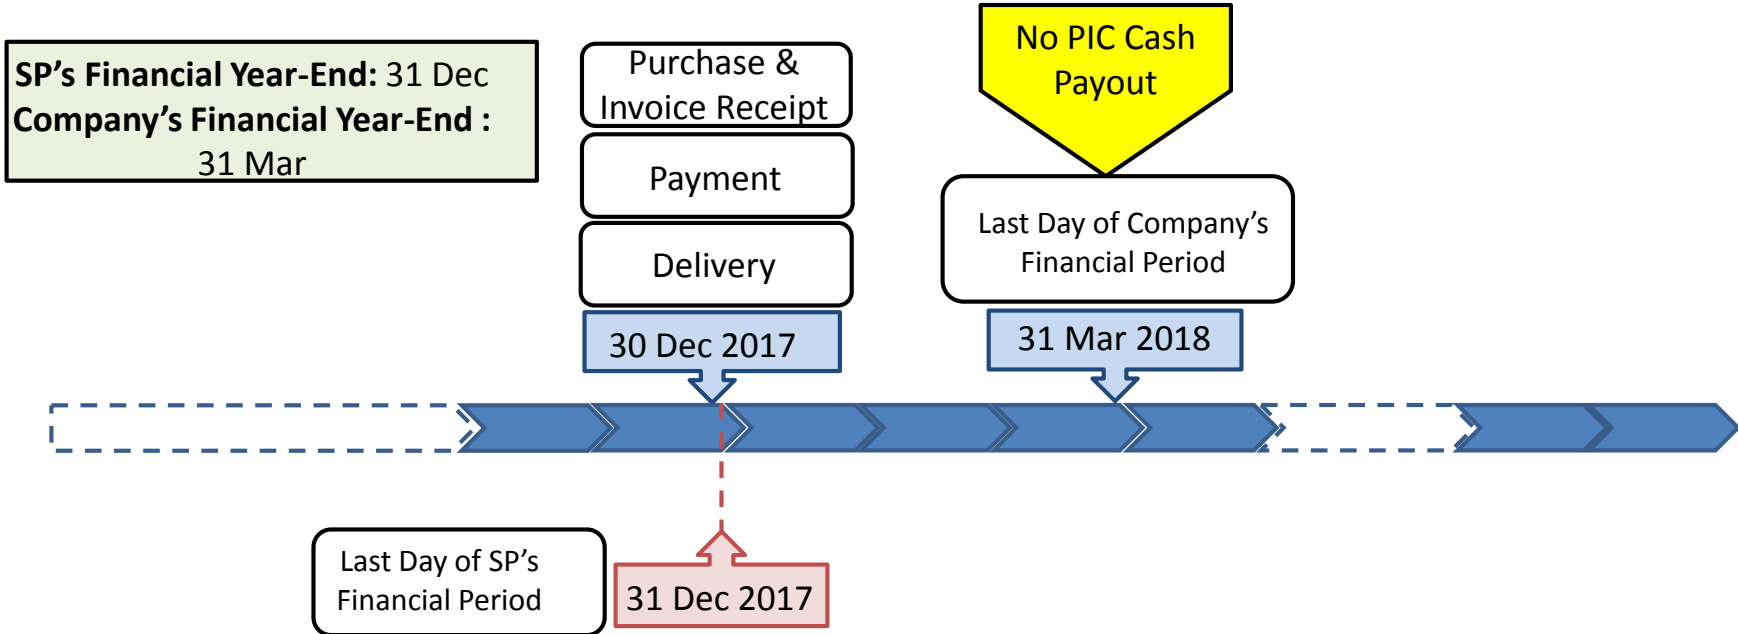 SP’s Financial Year-End: 31 Dec
Company’s Financial Year-End :
31 Mar
Purchase &
Invoice Receipt
Payment
Delivery
30 Dec 2017
No PIC Cash
Payout
Last Day of Company’s
Financial Period
31 Mar 2018
Last Day of SP’s
Financial Period
31 Dec 2017